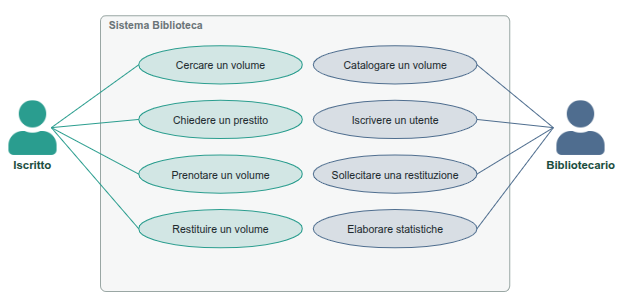 Sistema Biblioteca
Cercare un volume
Catalogare un volume
Chiedere un prestito
Iscrivere un utente
Iscritto
Bibliotecario
Prenotare un volume
Sollecitare una restituzione
Restituire un volume
Elaborare statistiche